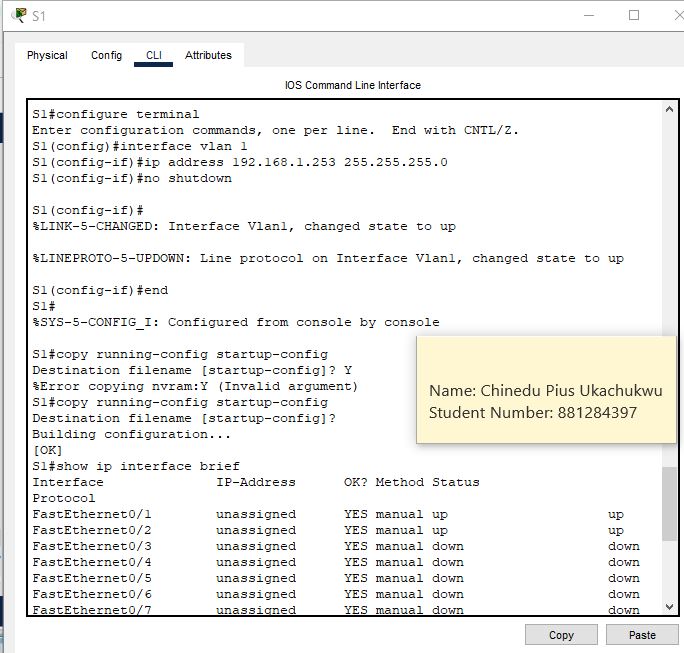 S1
Physical Config CLI Attributes
IOS Command Line Interface
S1#configure terminal
Enter configuration commands, one per line.  End with CNTL/Z.
S1(config)#interface vlan 1
S1(config-if)#ip address 192.168.1.253 255.255.255.0
S1(config-if)#no shutdown
S1(config-if)#
%LINK-5-CHANGED: Interface Vlan1, changed state to up
%LINEPROTO-5-UPDOWN: Line protocol on Interface Vlan1, changed state to up
S1(config-if)#end
S1#
%SYS-5-CONFIG_I: Configured from console by console
S1#copy running-config startup-config
Destination filename [startup-config]? Y
%Error copying nvram:Y (Invalid argument)
S1#copy running-config startup-config
Destination filename [startup-config]?
Building configuration...
[OK]
S1#show ip interface brief
Interface              IP-Address      OK? Method Status
Protocol
FastEthernet0/1        unassigned      YES manual up                    up
FastEthernet0/2        unassigned      YES manual up                    up
FastEthernet0/3        unassigned      YES manual down                  down
FastEthernet0/4        unassigned      YES manual down                  down
FastEthernet0/5        unassigned      YES manual down                  down
FastEthernet0/6        unassigned      YES manual down                  down
FastEthernet0/7        unassigned      YES manual down                  down
Name: Chinedu Pius Ukachukwu
Student Number: 881284397
Copy Paste